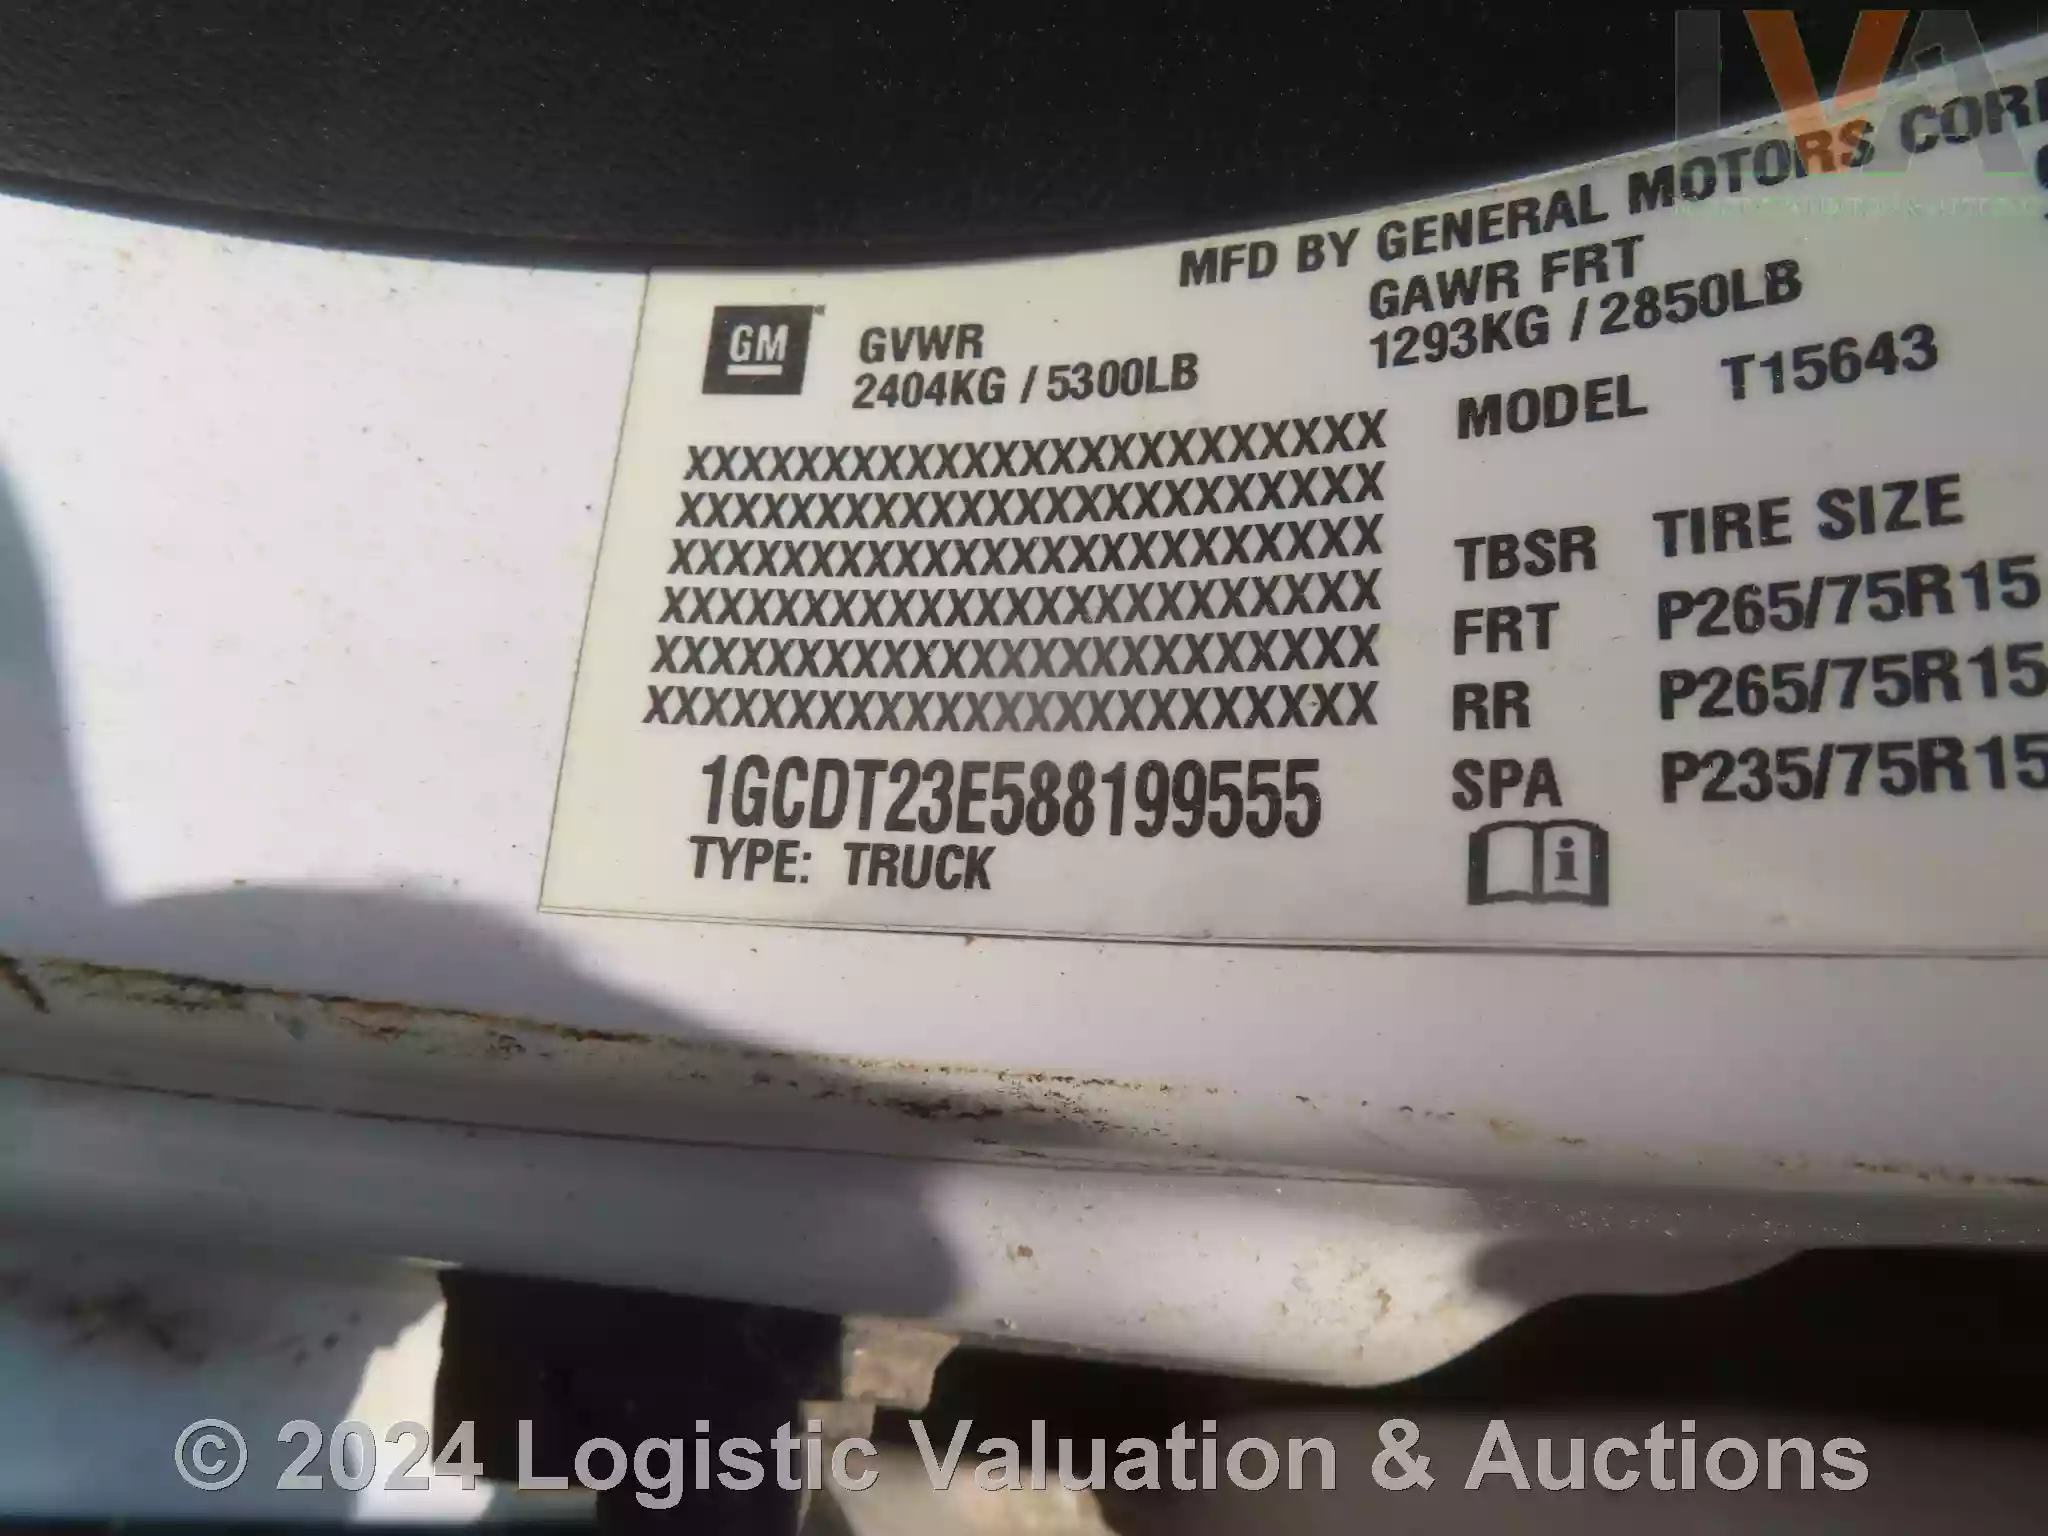 MFD BY GENERAL MOTORS COR
GM
GVWR
2404KG / 5300LB
GAWR FRT
1293KG / 2850LB
MODEL T15643
XXXXXXXXXXXXXXXXXXXXXXXXX
XXXXXXXXXXXXXXXXXXXXXXXXX
XXXXXXXXXXXXXXXXXXXXXXXXX
XXXXXXXXXXXXXXXXXXXXXXXXX
XXXXXXXXXXXXXXXXXXXXXXXXX
XXXXXXXXXXXXXXXXXXXXXXXXX
TBSR TIRE SIZE
FRT P265/75R15
RR P265/75R15
SPA P235/75R15
1GCDT23E588199555
TYPE: TRUCK
i
LVA
© 2024 Logistic Valuation & Auctions